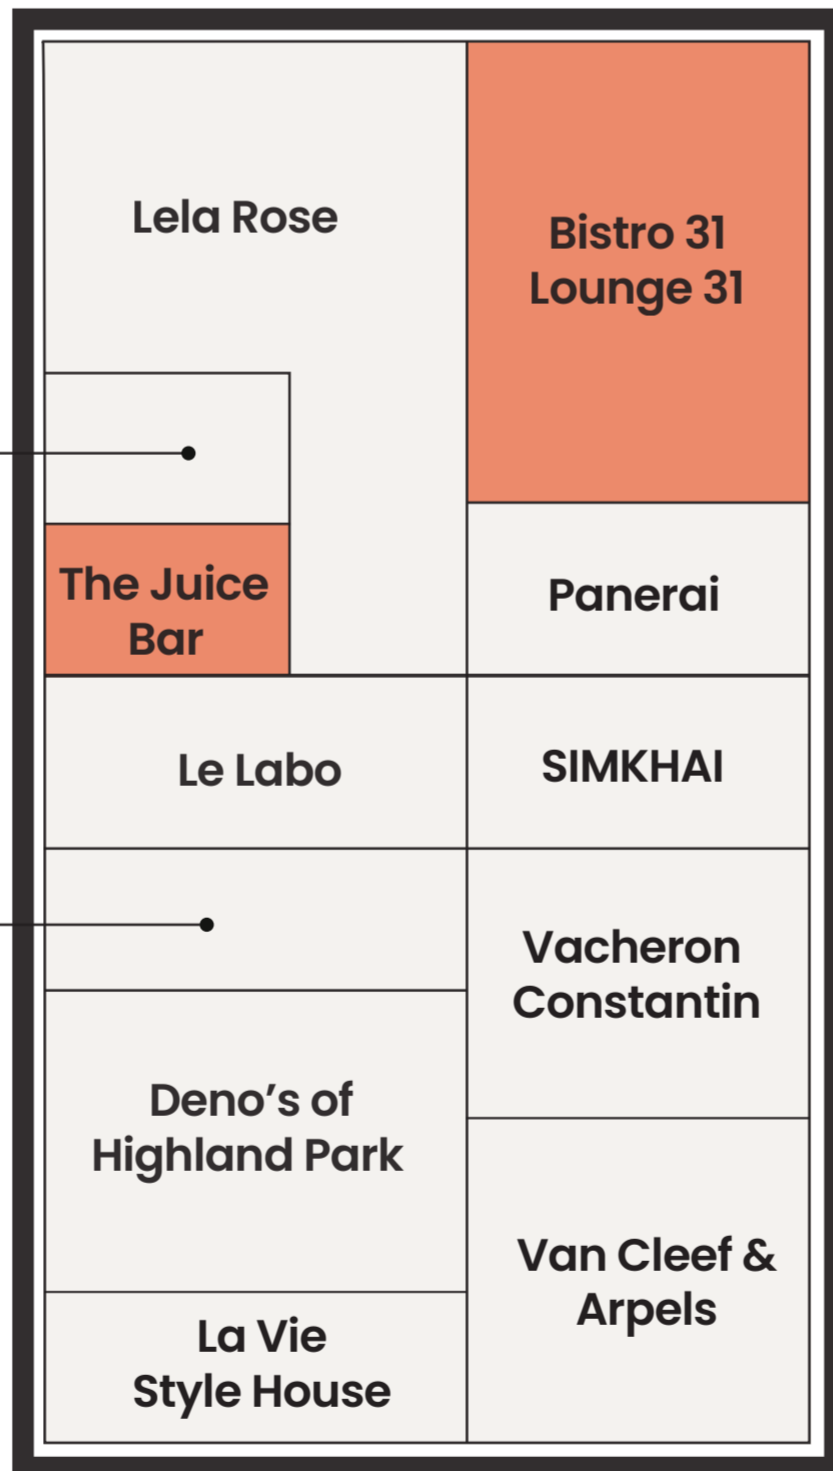 Lela Rose
Bistro 31
Lounge 31
The Juice
Bar
Panerai
Le Labo
SIMKHAI
Vacheron
Constantin
Deno’s of
Highland Park
Van Cleef &
Arpels
La Vie
Style House